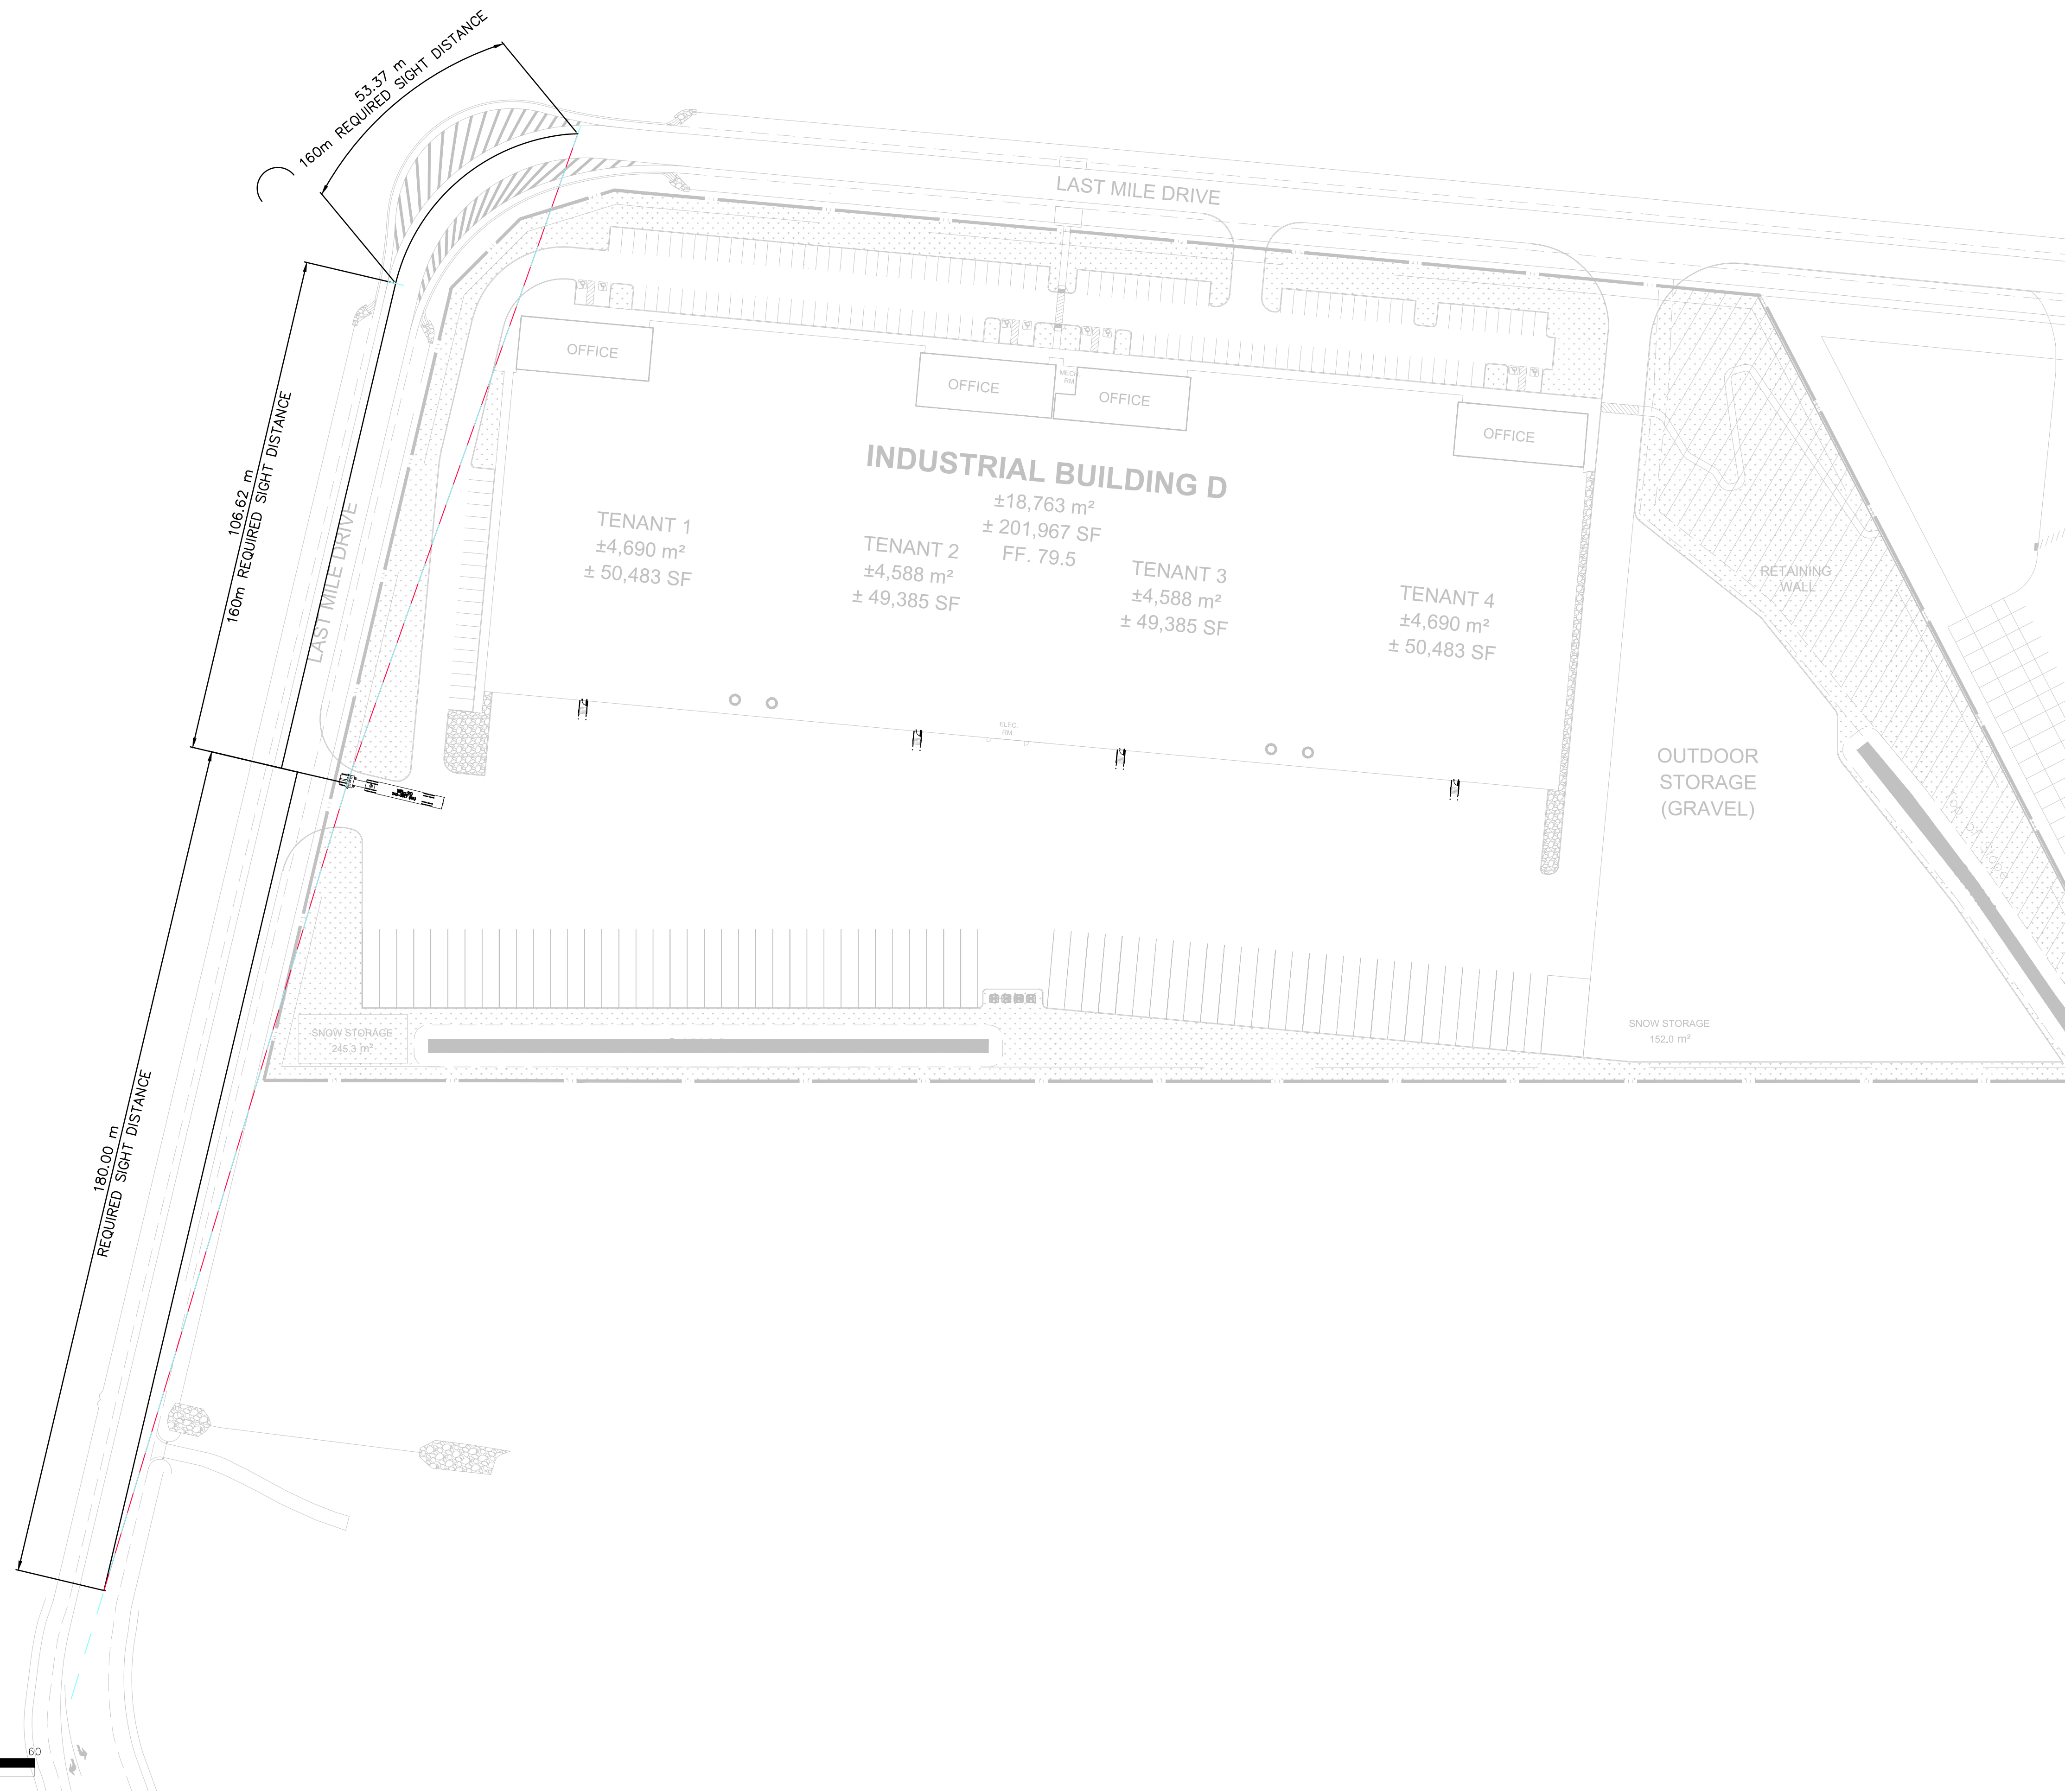 53.37 m
160m REQUIRED SIGHT DISTANCE
LAST MILE DRIVE
OFFICE
OFFICE
MECH.
RM.
OFFICE
OFFICE
106.62 m
160m REQUIRED SIGHT DISTANCE
LAST MILE DRIVE
INDUSTRIAL BUILDING D
±18,763 m²
± 201,967 SF
FF. 79.5
TENANT 1
±4,690 m²
± 50,483 SF
TENANT 2
±4,588 m²
± 49,385 SF
TENANT 3
±4,588 m²
± 49,385 SF
TENANT 4
±4,690 m²
± 50,483 SF
RETAINING
WALL
ELEC.
RM.
OUTDOOR
STORAGE
(GRAVEL)
SNOW STORAGE
245,3 m²
SNOW STORAGE
152,0 m²
180.00 m
REQUIRED SIGHT DISTANCE
60